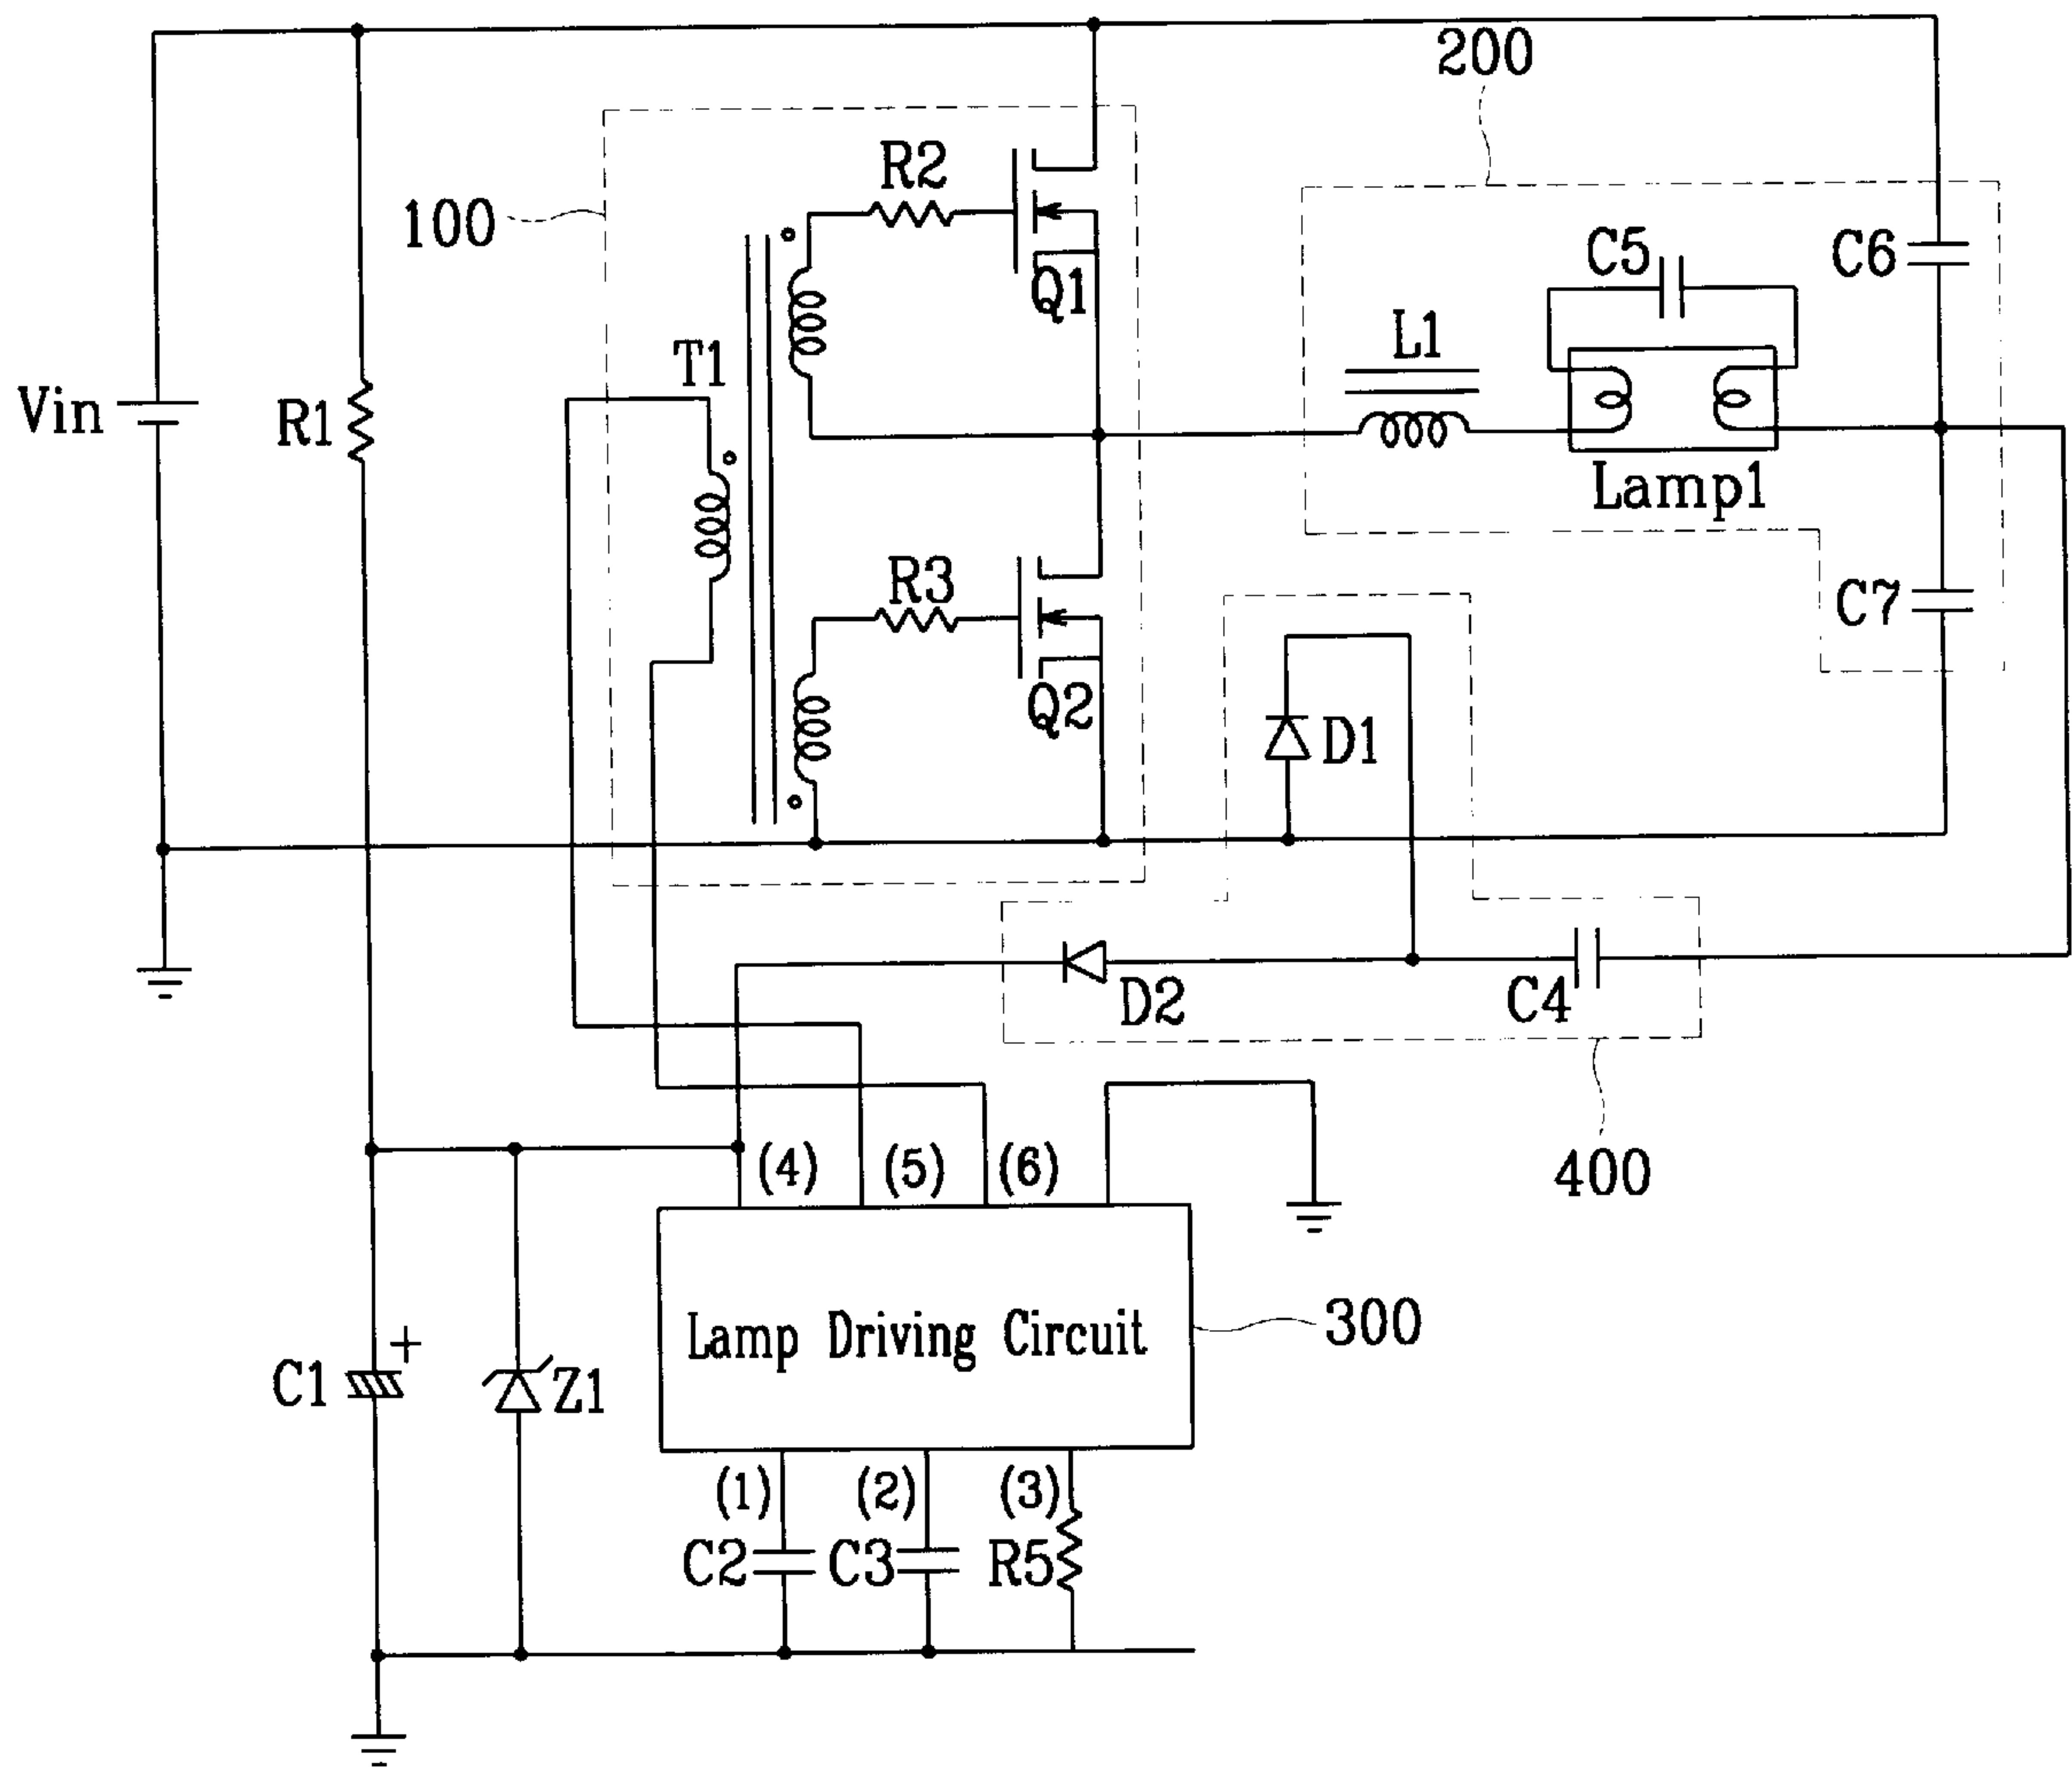 200
R2
100
C5
C6
Q1
L1
T1
Vin
R1
Lamp1
R3
C7
Q2
D1
D2
C4
(4)
(5)
(6)
400
Lamp Driving Circuit
300
C1
+
Z1
(1)
(2)
(3)
C2
C3
R5